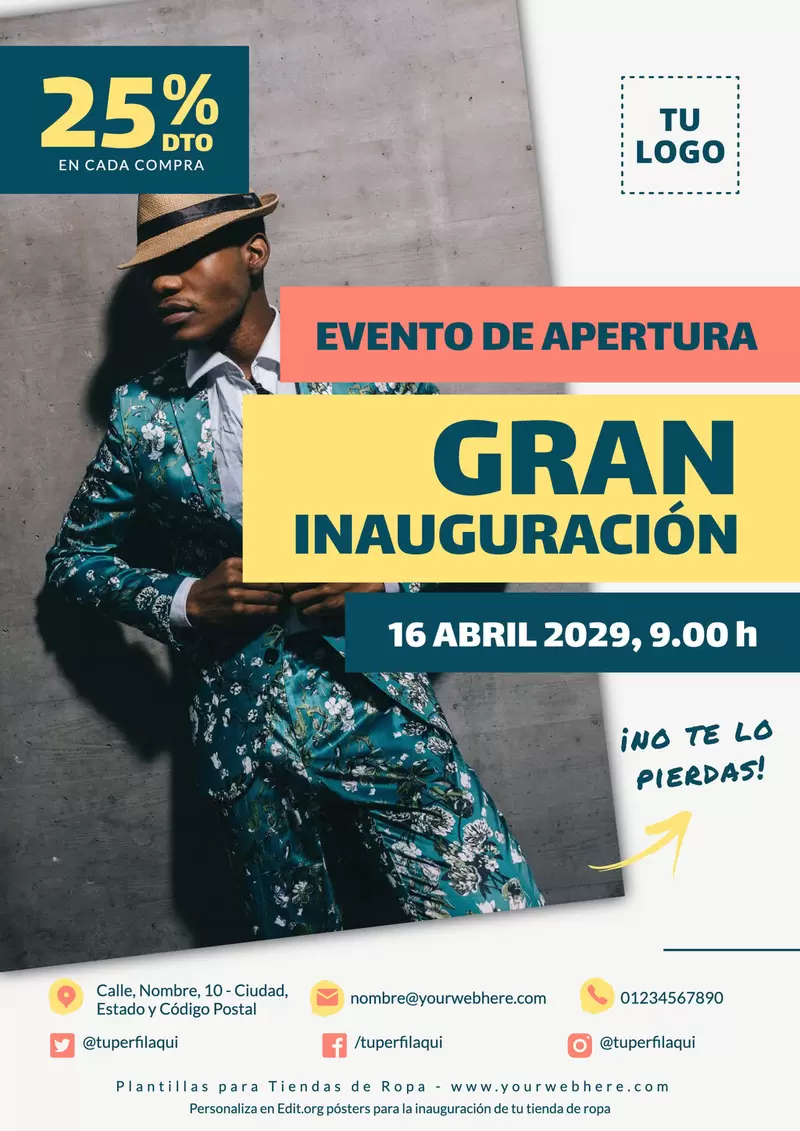 25%
DTO
EN CADA COMPRA
TU
LOGO
EVENTO DE APERTURA
GRAN
INAUGURACIÓN
16 ABRIL 2029, 9.00 h
¡NO TE LO
PIERDAS!
Calle, Nombre, 10 - Ciudad,
Estado y Código Postal
nombre@yourwebhere.com
01234567890
@tuperfilaqui
/tuperfilaqui
@tuperfilaqui
Plantillas para Tiendas de Ropa - www.yourwebhere.com
Personaliza en Edit.org pósters para la inauguración de tu tienda de ropa